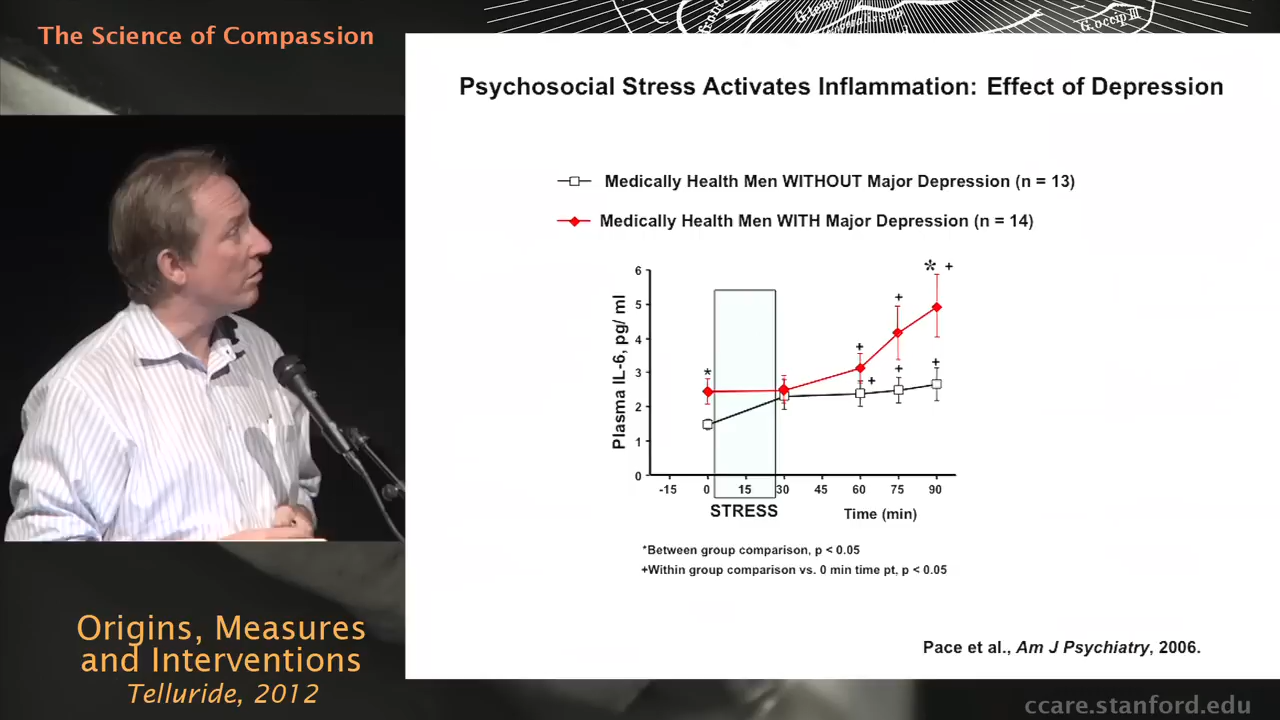 The Science of Compassion
G. occip III
Psychosocial Stress Activates Inflammation: Effect of Depression
Medically Health Men WITHOUT Major Depression (n = 13)
Medically Health Men WITH Major Depression (n = 14)
Plasma IL-6, pg/ ml
6
5
4
3
2
1
0
* +
+
+
* + + +
-15 0 15 30 45 60 75 90
STRESS
Time (min)
*Between group comparison, p < 0.05
+Within group comparison vs. 0 min time pt, p < 0.05
Pace et al., Am J Psychiatry, 2006.
Origins, Measures
and Interventions
Telluride, 2012
ccare.stanford.edu